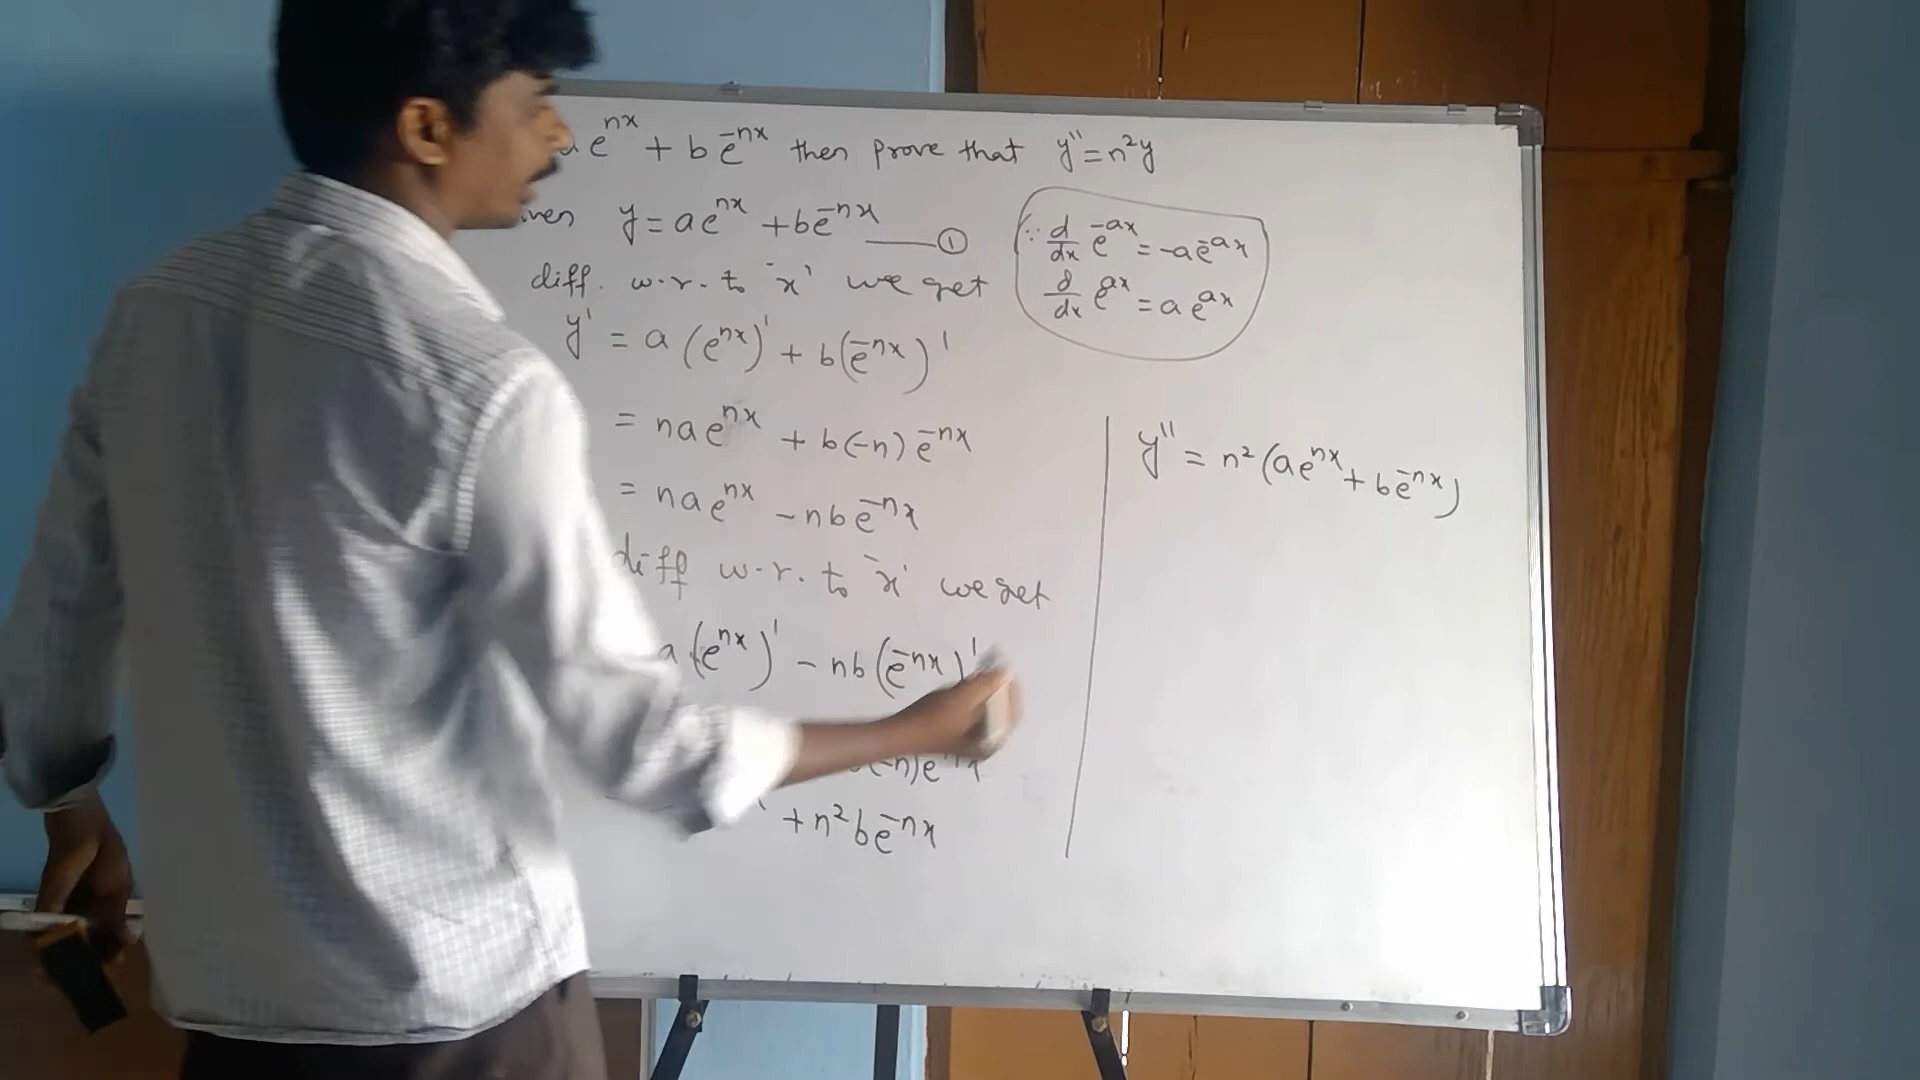 a e^{nx} + b e^{-nx} then prove that y'' = n²y
y = ae^{nx} + be^{-nx} —— ①
diff. w.r. to 'x' we get
y' = a (e^{nx})' + b(e^{-nx})'
= nae^{nx} + b(-n) e^{-nx}
= nae^{nx} - nbe^{-nx}
diff w.r. to 'x' we get
a (e^{nx})' - nb (e^{-nx})'
(-n)e
+ n²be^{-nx}
∵ d/dx e^{-ax} = -ae^{-ax}
d/dx e^{ax} = a e^{ax}
y'' = n² (ae^{nx} + be^{-nx})